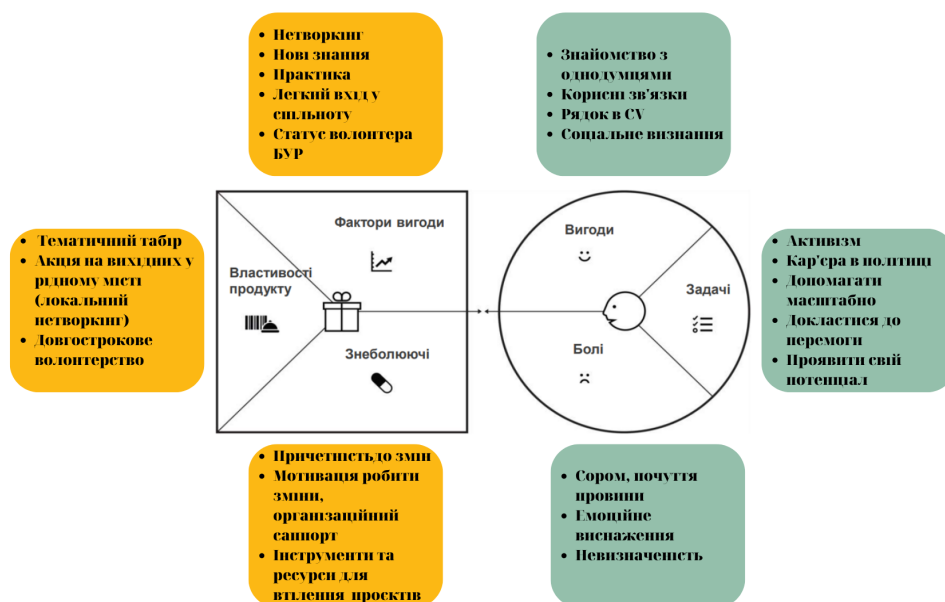 Нетворкінг
Нові знання
Практика
Легкий вхід у
спільноту
Статус волонтера
БУР
Знайомство з
однодумцями
Корисні зв'язки
Рядок в CV
Соціальне визнання
Тематичний табір
Акція на вихідних у
рідному місті
(локальний
нетворкінг)
Довгострокове
волонтерство
Фактори вигоди
Властивості
продукту
Знеболюючі
Вигоди
Задачі
Болі
Активізм
Кар'єра в політиці
Допомагати
масштабно
Докластися до
перемоги
Проявити свій
потенціал
Причетністьдо змін
Мотивація робити
зміни,
організаційний
саппорт
Інструменти та
ресурси для
втілення проєктів
Сором, почуття
провини
Емоційне
виснаження
Невизначеність